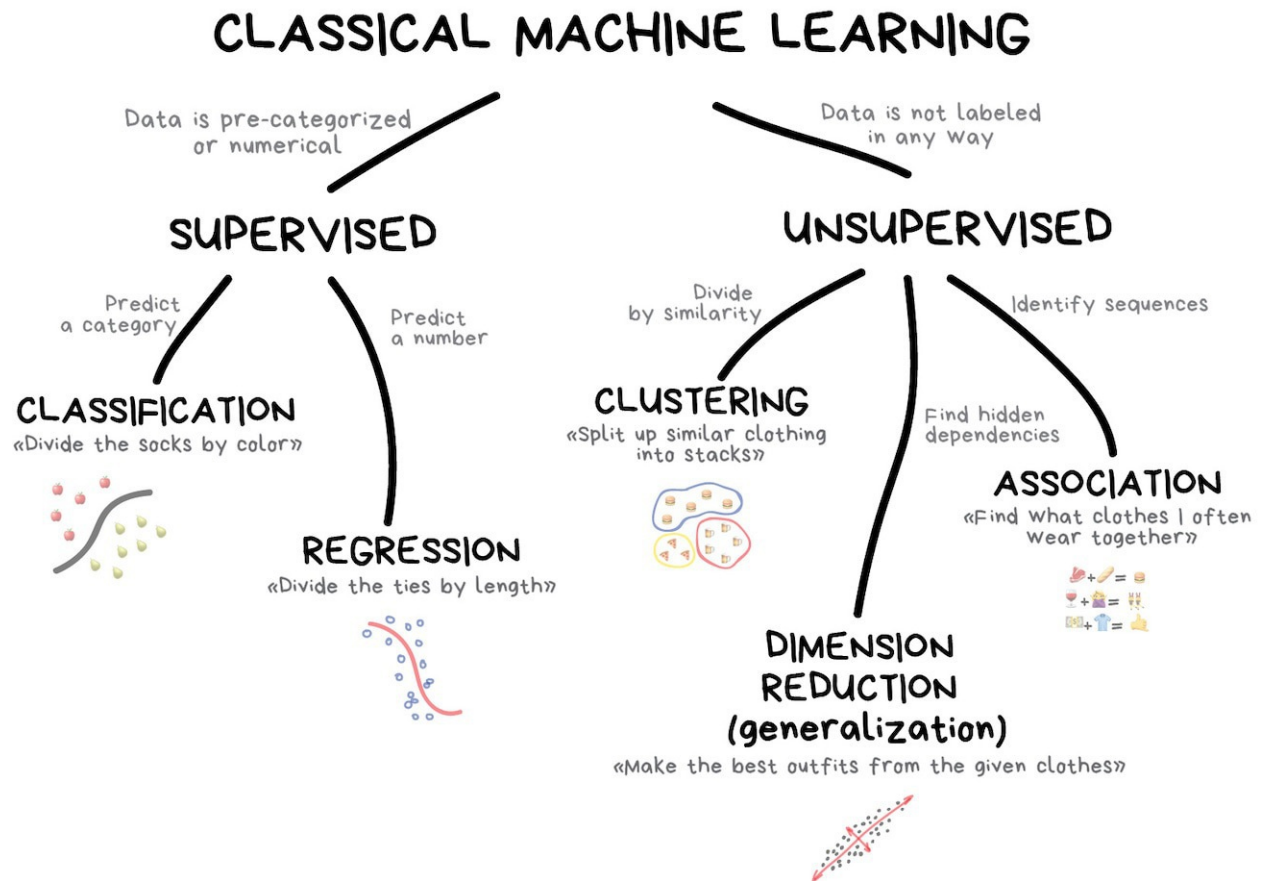 CLASSICAL MACHINE LEARNING
Data is pre-categorized
or numerical
Data is not labeled
in any way
SUPERVISED
UNSUPERVISED
Predict
a category
Predict
a number
Divide
by similarity
Identify sequences
CLASSIFICATION
«Divide the socks by color»
CLUSTERING
«Split up similar clothing
into stacks»
Find hidden
dependencies
ASSOCIATION
«Find what clothes I often
wear together»
REGRESSION
«Divide the ties by length»
+ =
+ =
+ =
DIMENSION
REDUCTION
(generalization)
«Make the best outfits from the given clothes»